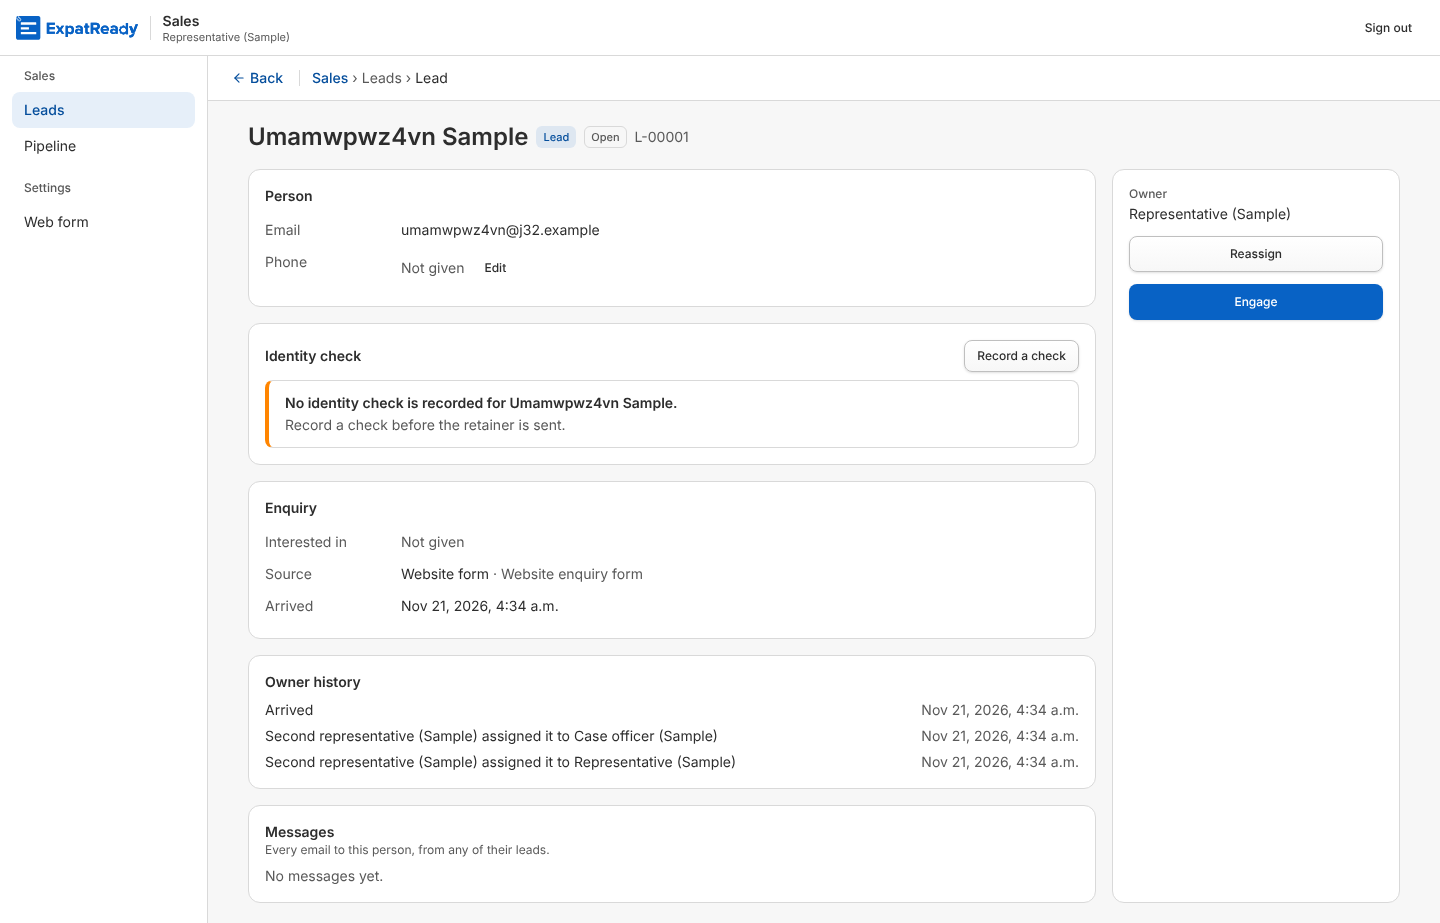 ExpatReady
Sales
Representative (Sample)
Sign out
Sales
Leads
Pipeline
Settings
Web form
← Back
Sales › Leads › Lead
Umamwpwz4vn Sample Lead Open L-00001
Person
Email umamwpwz4vn@j32.example
Phone Not given Edit
Identity check Record a check
No identity check is recorded for Umamwpwz4vn Sample.
Record a check before the retainer is sent.
Enquiry
Interested in Not given
Source Website form · Website enquiry form
Arrived Nov 21, 2026, 4:34 a.m.
Owner history
Arrived Nov 21, 2026, 4:34 a.m.
Second representative (Sample) assigned it to Case officer (Sample) Nov 21, 2026, 4:34 a.m.
Second representative (Sample) assigned it to Representative (Sample) Nov 21, 2026, 4:34 a.m.
Messages
Every email to this person, from any of their leads.
No messages yet.
Owner
Representative (Sample)
Reassign
Engage